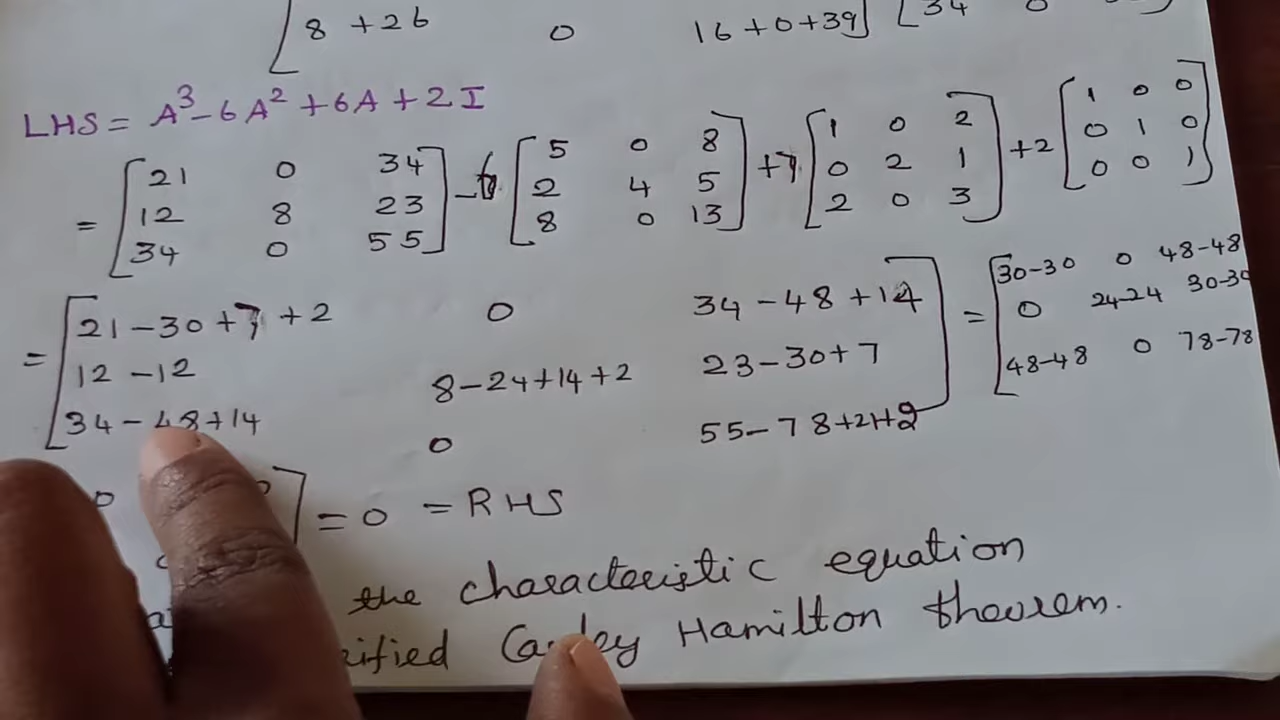 8 + 26 0 16+0+39] [34 0
LHS = A³ - 6A² + 6A + 2I
= [21 0 34] - 6 [5 0 8] + 7 [1 0 2] + 2 [1 0 0]
[12 8 23] [2 4 5] [0 2 1] [0 1 0]
[34 0 55] [8 0 13] [2 0 3] [0 0 1]
= [21 - 30 + 7 + 2 0 34 - 48 + 14] = [30-30 0 48-48
[12 - 12 8 - 24 + 14 + 2 23 - 30 + 7] [0 24-24 30-30
[34 - 48 + 14 0 55 - 78 + 21 + 2] [48-48 0 78-78
= 0 = RHS
the characteristic equation
Cayley Hamilton theorem.